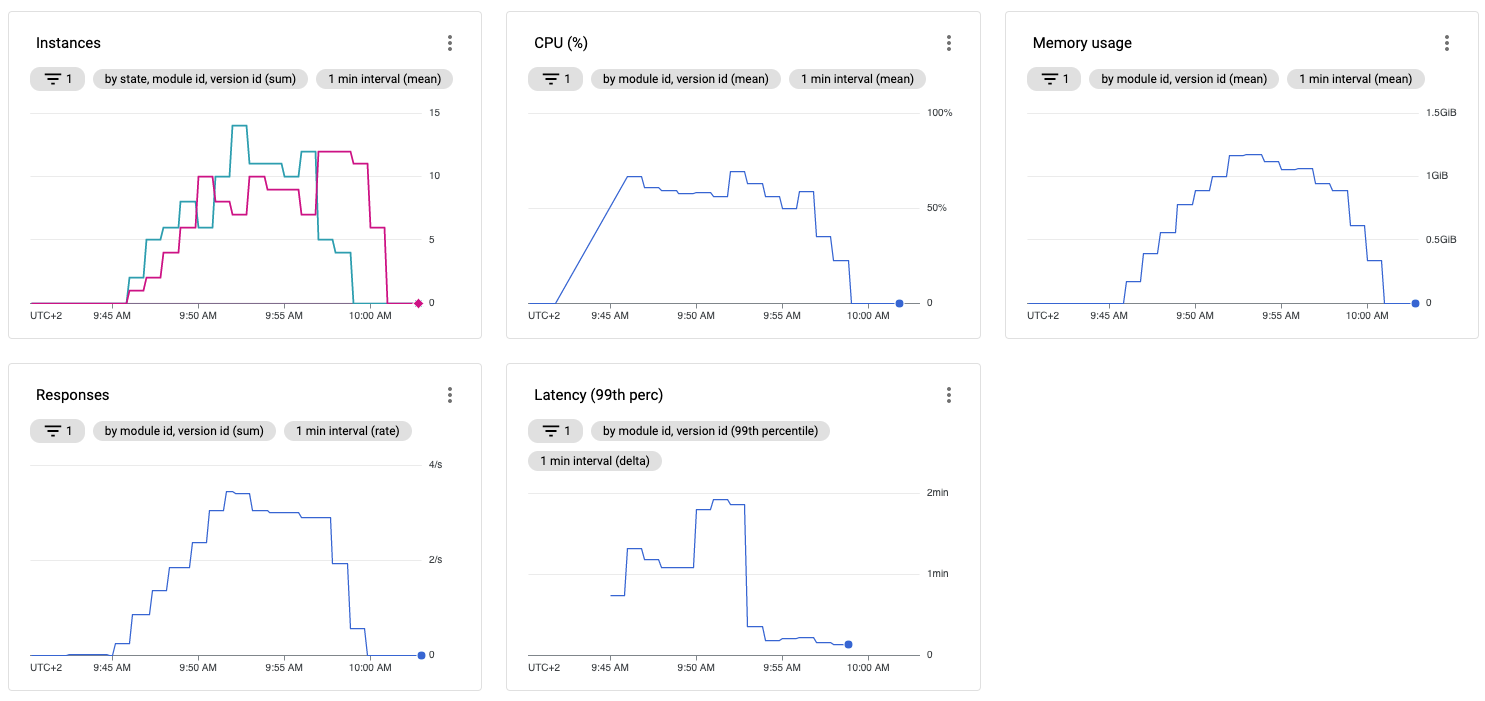 Instances
1 by state, module id, version id (sum) 1 min interval (mean)
15
10
5
0
UTC+2 9:45 AM 9:50 AM 9:55 AM 10:00 AM
CPU (%)
1 by module id, version id (mean) 1 min interval (mean)
100%
50%
0
UTC+2 9:45 AM 9:50 AM 9:55 AM 10:00 AM
Memory usage
1 by module id, version id (mean) 1 min interval (mean)
1.5GiB
1GiB
0.5GiB
0
UTC+2 9:45 AM 9:50 AM 9:55 AM 10:00 AM
Responses
1 by module id, version id (sum) 1 min interval (rate)
4/s
2/s
0
UTC+2 9:45 AM 9:50 AM 9:55 AM 10:00 AM
Latency (99th perc)
1 by module id, version id (99th percentile)
1 min interval (delta)
2min
1min
0
UTC+2 9:45 AM 9:50 AM 9:55 AM 10:00 AM